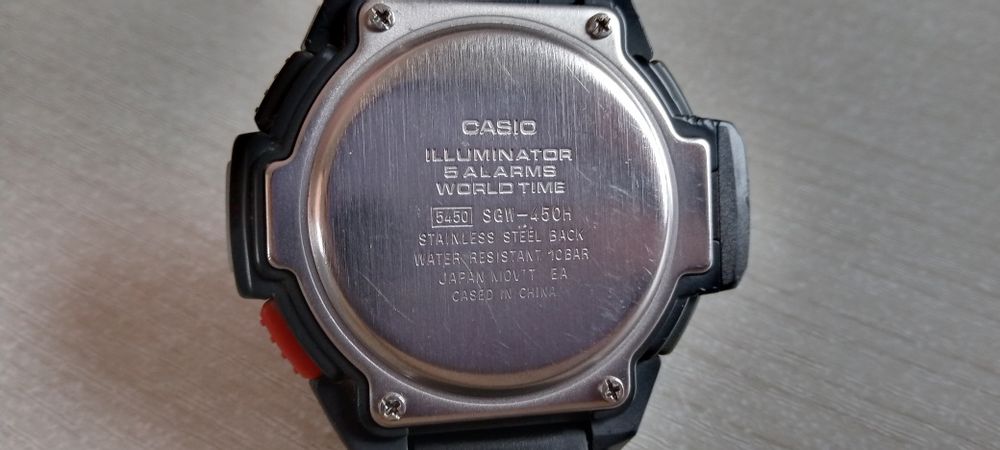 CASIO
ILLUMINATOR
5 ALARMS
WORLD TIME
5450 SGW-450H
STAINLESS STEEL BACK
WATER RESISTANT 10BAR
JAPAN MOV'T EA
CASED IN CHINA